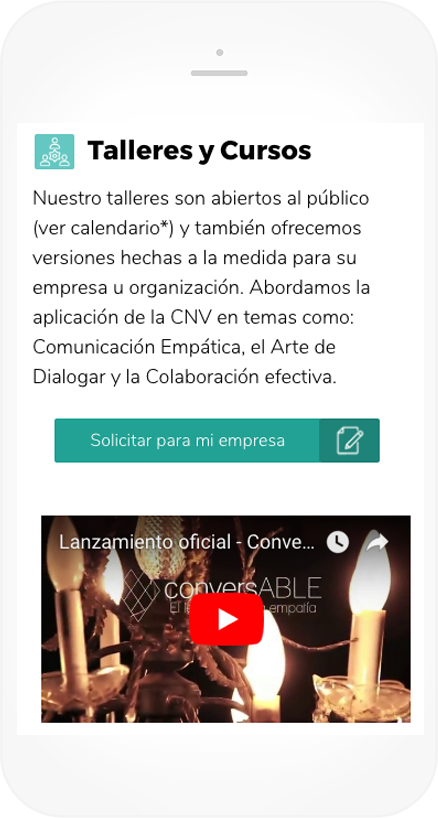 Talleres y Cursos
Nuestro talleres son abiertos al público
(ver calendario*) y también ofrecemos
versiones hechas a la medida para su
empresa u organización. Abordamos la
aplicación de la CNV en temas como:
Comunicación Empática, el Arte de
Dialogar y la Colaboración efectiva.
Solicitar para mi empresa
Lanzamiento oficial - Conve...
conversABLE
empatía